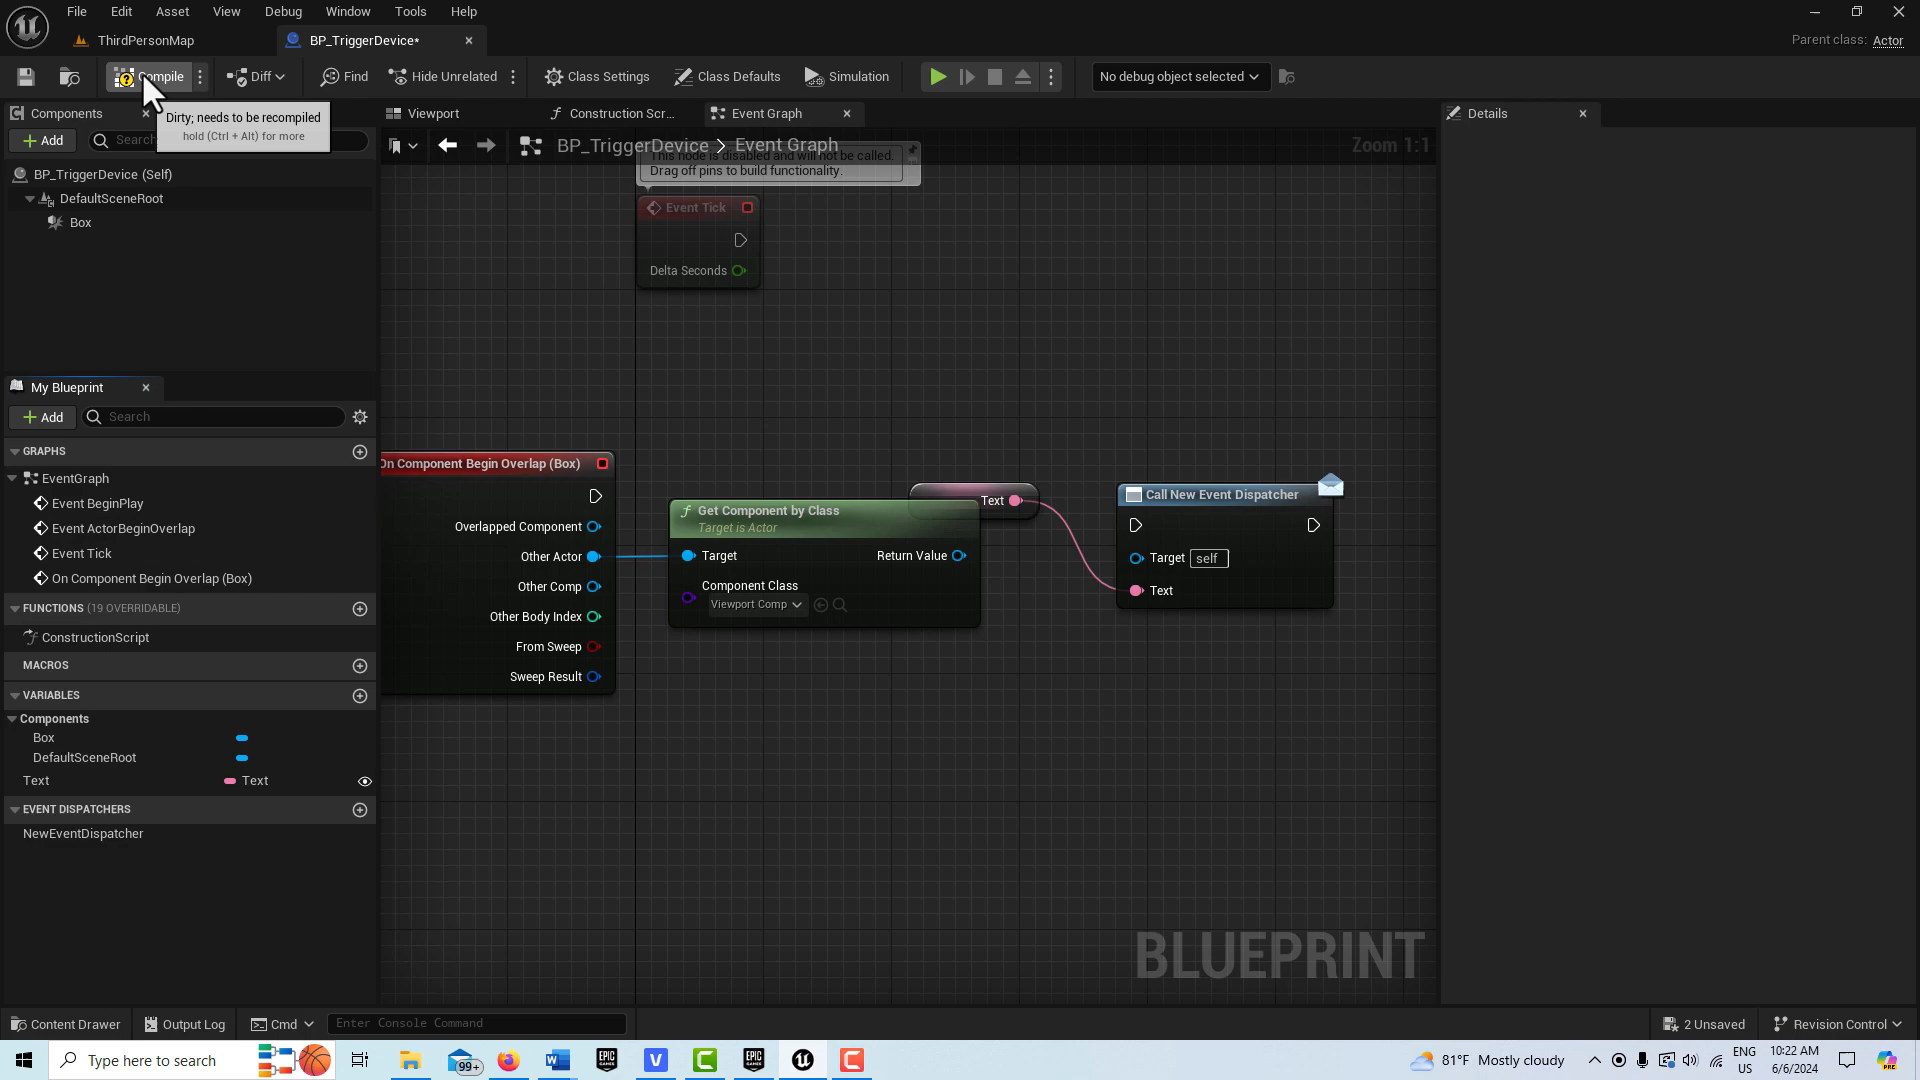 File Edit Asset View Debug Window Tools Help
ThirdPersonMap
BP_TriggerDevice*
Parent class: Actor
Compile
Diff
Find
Hide Unrelated
Class Settings
Class Defaults
Simulation
No debug object selected
Components
Dirty; needs to be recompiled
hold (Ctrl + Alt) for more
Add
Search
BP_TriggerDevice (Self)
DefaultSceneRoot
Box
My Blueprint
Add
Search
GRAPHS
EventGraph
Event BeginPlay
Event ActorBeginOverlap
Event Tick
On Component Begin Overlap (Box)
FUNCTIONS (19 OVERRIDABLE)
ConstructionScript
MACROS
VARIABLES
Components
Box
DefaultSceneRoot
Text Text
EVENT DISPATCHERS
NewEventDispatcher
Viewport
Construction Scr...
Event Graph
BP_TriggerDevice > Event Graph
Zoom 1:1
This node is disabled and will not be called.
Drag off pins to build functionality.
Event Tick
Delta Seconds
On Component Begin Overlap (Box)
Overlapped Component
Other Actor
Other Comp
Other Body Index
From Sweep
Sweep Result
Get Component by Class
Target is Actor
Target
Return Value
Component Class
Viewport Comp
Text
Call New Event Dispatcher
Target self
Text
BLUEPRINT
Details
Content Drawer
Output Log
Cmd
Enter Console Command
2 Unsaved
Revision Control
Type here to search
99+
EPIC GAMES
EPIC GAMES
81°F Mostly cloudy
ENG
US
10:22 AM
6/6/2024